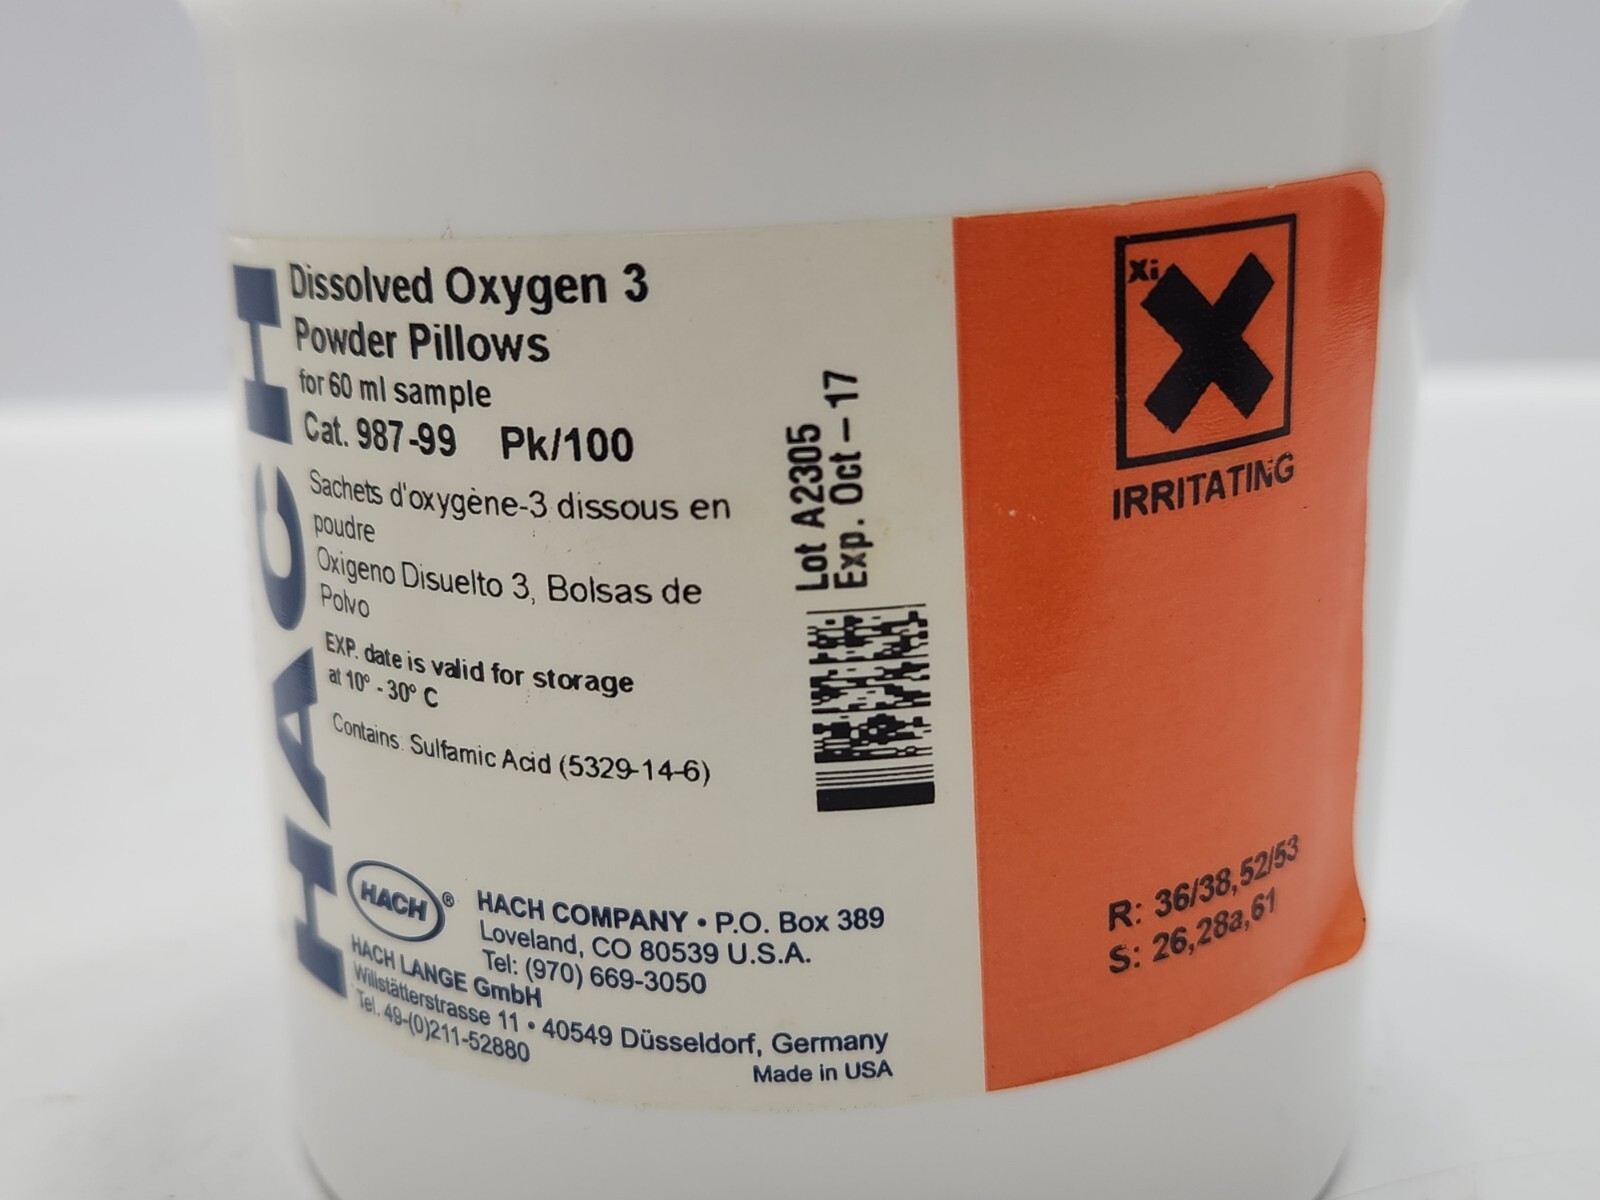 HACH
Dissolved Oxygen 3
Powder Pillows
for 60 ml sample
Cat. 987-99 Pk/100
Sachets d'oxygène-3 dissous en
poudre
Oxigeno Disuelto 3, Bolsas de
Polvo
EXP. date is valid for storage
at 10° - 30° C
Contains: Sulfamic Acid (5329-14-6)
Lot A2305
Exp. Oct – 17
HACH®
HACH COMPANY • P.O. Box 389
Loveland, CO 80539 U.S.A.
Tel: (970) 669-3050
HACH LANGE GmbH
Willstätterstrasse 11 • 40549 Düsseldorf, Germany
Tel. 49-(0)211-52880
Made in USA
Xi
IRRITATING
R: 36/38,52/53
S: 26,28a,61